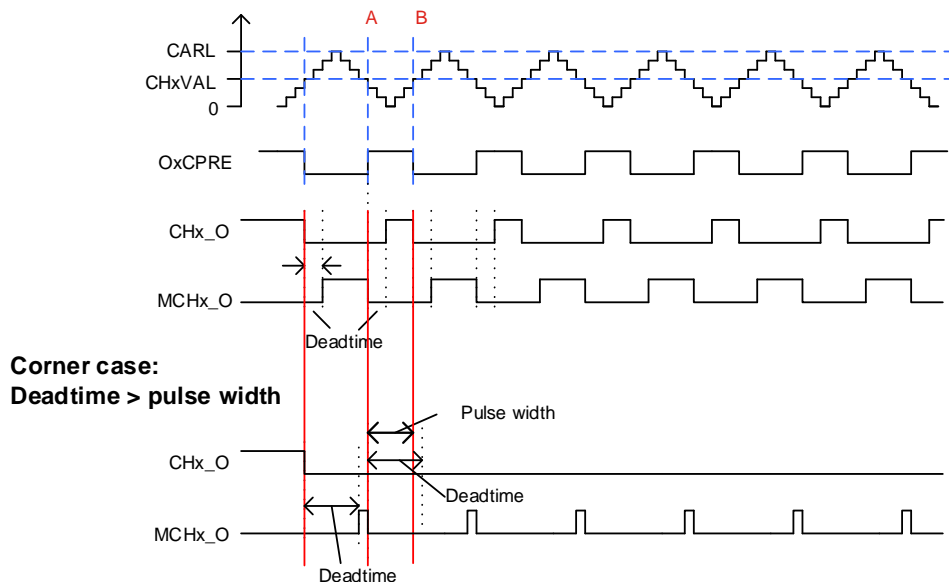 A B
CARL
CHxVAL
0
OxCPRE
CHx_O
MCHx_O
Deadtime
Corner case:
Deadtime > pulse width
Pulse width
CHx_O
Deadtime
MCHx_O
Deadtime